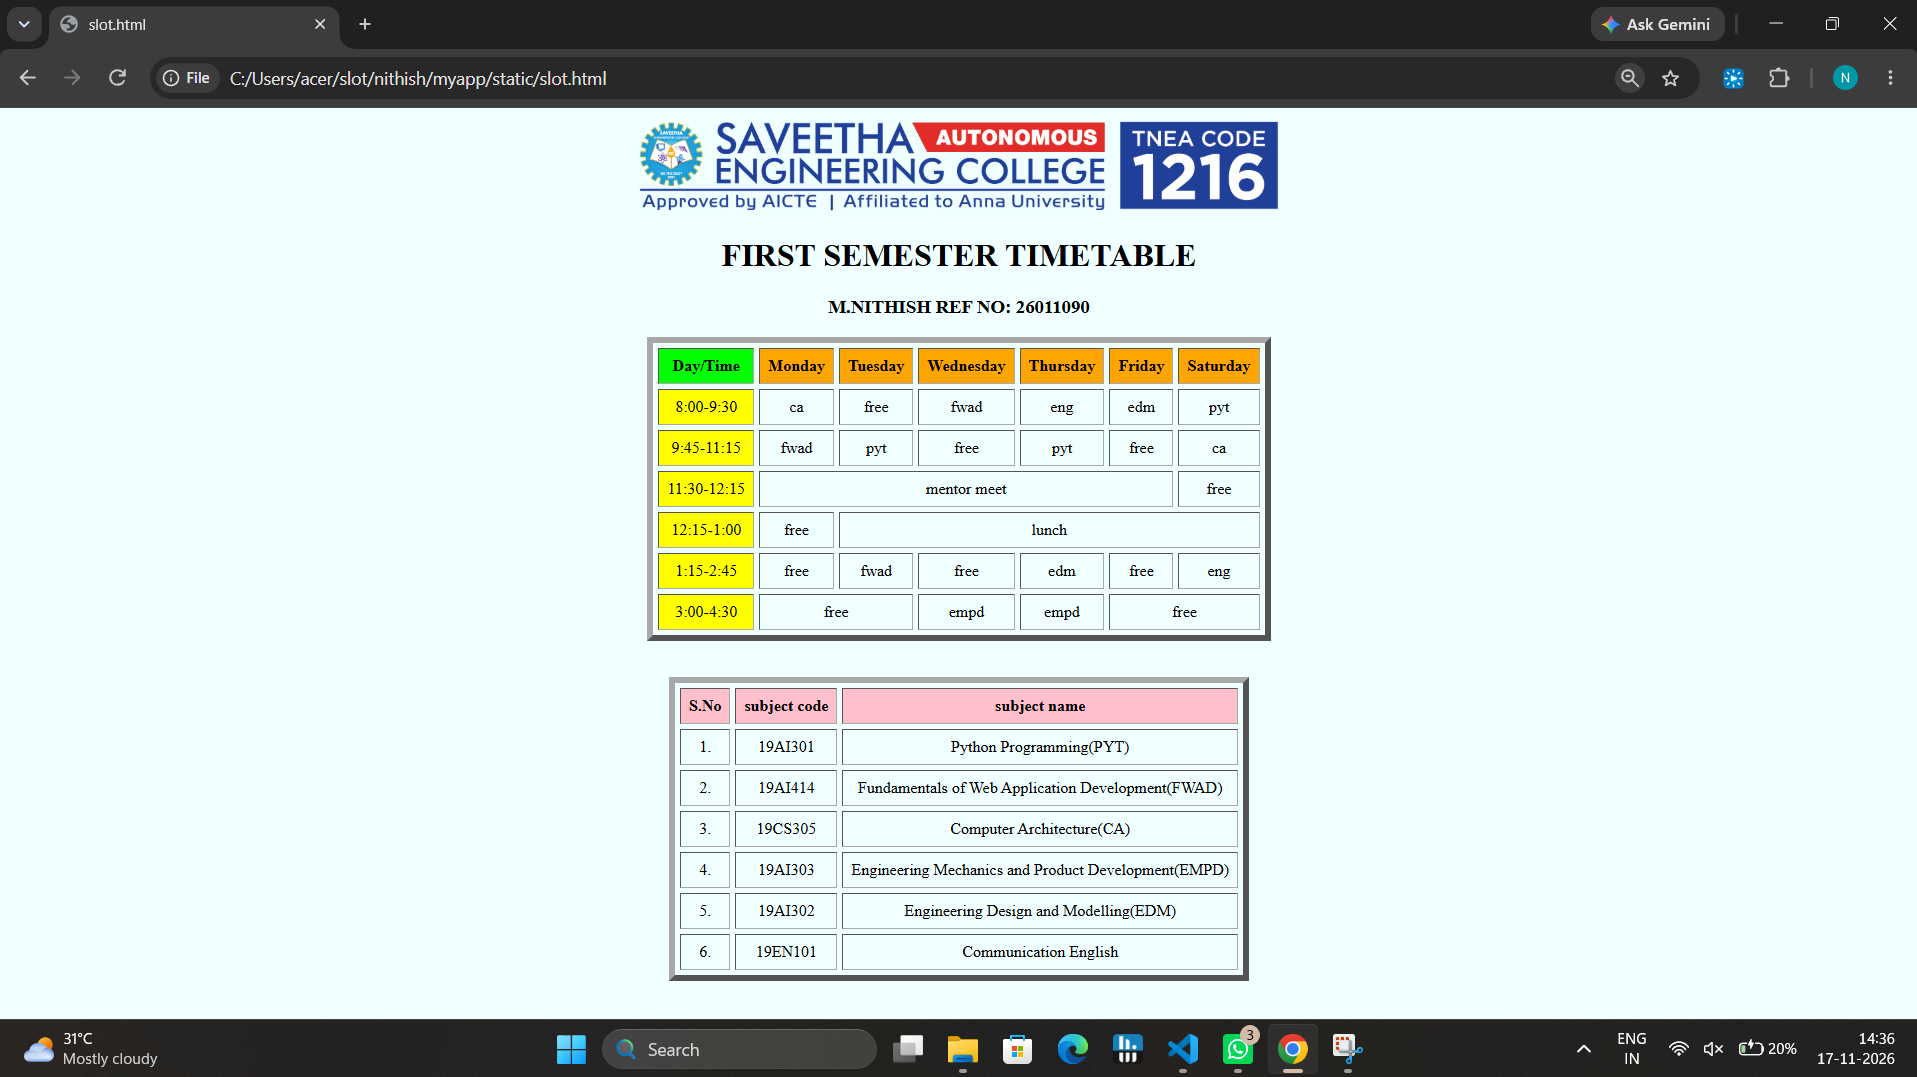 slot.html
Ask Gemini
File
C:/Users/acer/slot/nithish/myapp/static/slot.html
N
SAVEETHA AUTONOMOUS
ENGINEERING COLLEGE
Approved by AICTE | Affiliated to Anna University
TNEA CODE
1216
FIRST SEMESTER TIMETABLE
M.NITHISH REF NO: 26011090
Day/Time Monday Tuesday Wednesday Thursday Friday Saturday
8:00-9:30 ca free fwad eng edm pyt
9:45-11:15 fwad pyt free pyt free ca
11:30-12:15 mentor meet free
12:15-1:00 free lunch
1:15-2:45 free fwad free edm free eng
3:00-4:30 free empd empd free
S.No subject code subject name
1. 19AI301 Python Programming(PYT)
2. 19AI414 Fundamentals of Web Application Development(FWAD)
3. 19CS305 Computer Architecture(CA)
4. 19AI303 Engineering Mechanics and Product Development(EMPD)
5. 19AI302 Engineering Design and Modelling(EDM)
6. 19EN101 Communication English
31°C
Mostly cloudy
Search
3
ENG
IN
20%
14:36
17-11-2026